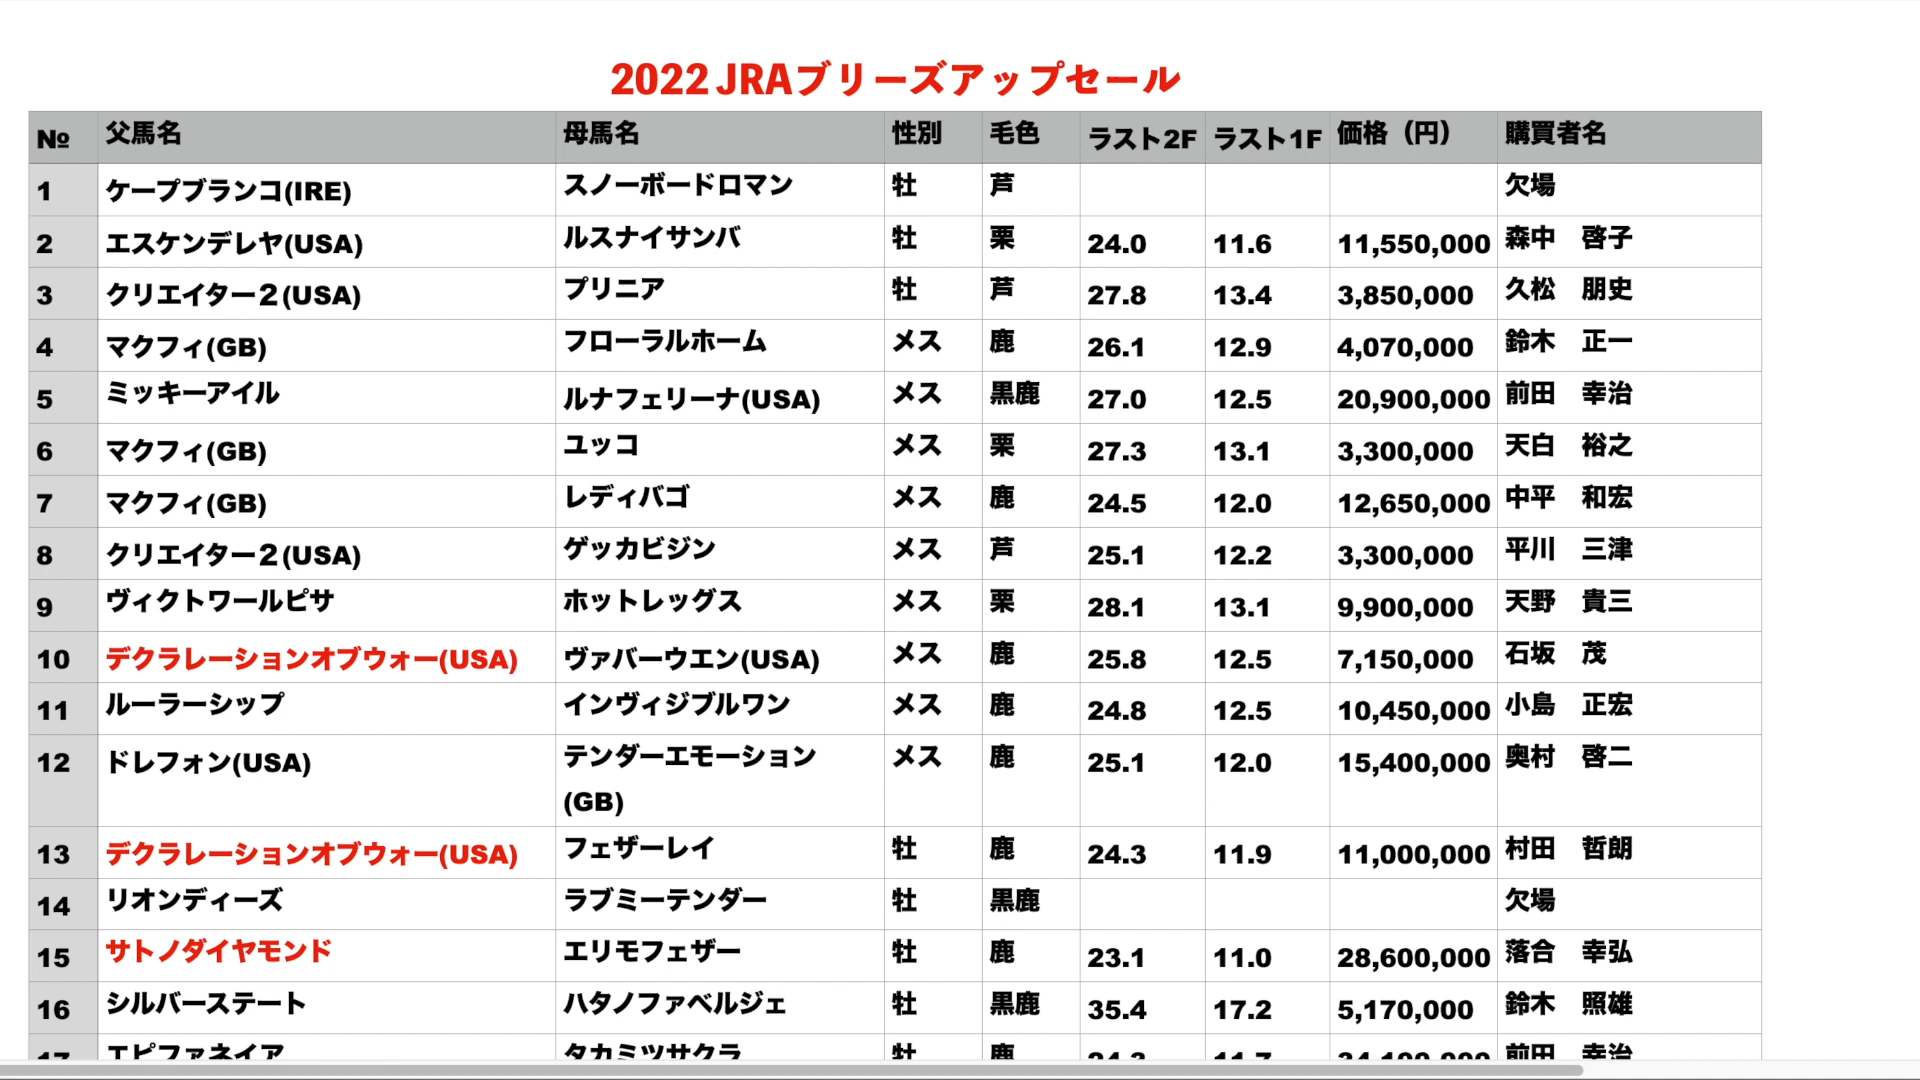 2022 JRAブリーズアップセール
№ 父馬名 母馬名 性別 毛色 ラスト2F ラスト1F 価格（円） 購買者名
1 ケープブランコ(IRE) スノーボードロマン 牡 芦 欠場
2 エスケンデレヤ(USA) ルスナイサンバ 牡 栗 24.0 11.6 11,550,000 森中　啓子
3 クリエイター２(USA) プリニア 牡 芦 27.8 13.4 3,850,000 久松　朋史
4 マクフィ(GB) フローラルホーム メス 鹿 26.1 12.9 4,070,000 鈴木　正一
5 ミッキーアイル ルナフェリーナ(USA) メス 黒鹿 27.0 12.5 20,900,000 前田　幸治
6 マクフィ(GB) ユッコ メス 栗 27.3 13.1 3,300,000 天白　裕之
7 マクフィ(GB) レディバゴ メス 鹿 24.5 12.0 12,650,000 中平　和宏
8 クリエイター２(USA) ゲッカビジン メス 芦 25.1 12.2 3,300,000 平川　三津
9 ヴィクトワールピサ ホットレッグス メス 栗 28.1 13.1 9,900,000 天野　貴三
10 デクラレーションオブウォー(USA) ヴァバーウエン(USA) メス 鹿 25.8 12.5 7,150,000 石坂　茂
11 ルーラーシップ インヴィジブルワン メス 鹿 24.8 12.5 10,450,000 小島　正宏
12 ドレフォン(USA) テンダーエモーション メス 鹿 25.1 12.0 15,400,000 奥村　啓二
(GB)
13 デクラレーションオブウォー(USA) フェザーレイ 牡 鹿 24.3 11.9 11,000,000 村田　哲朗
14 リオンディーズ ラブミーテンダー 牡 黒鹿 欠場
15 サトノダイヤモンド エリモフェザー 牡 鹿 23.1 11.0 28,600,000 落合　幸弘
16 シルバーステート ハタノファベルジェ 牡 黒鹿 35.4 17.2 5,170,000 鈴木　照雄
17 エピファネイア タカミツサクラ 牡 鹿 11.7 前田　幸治